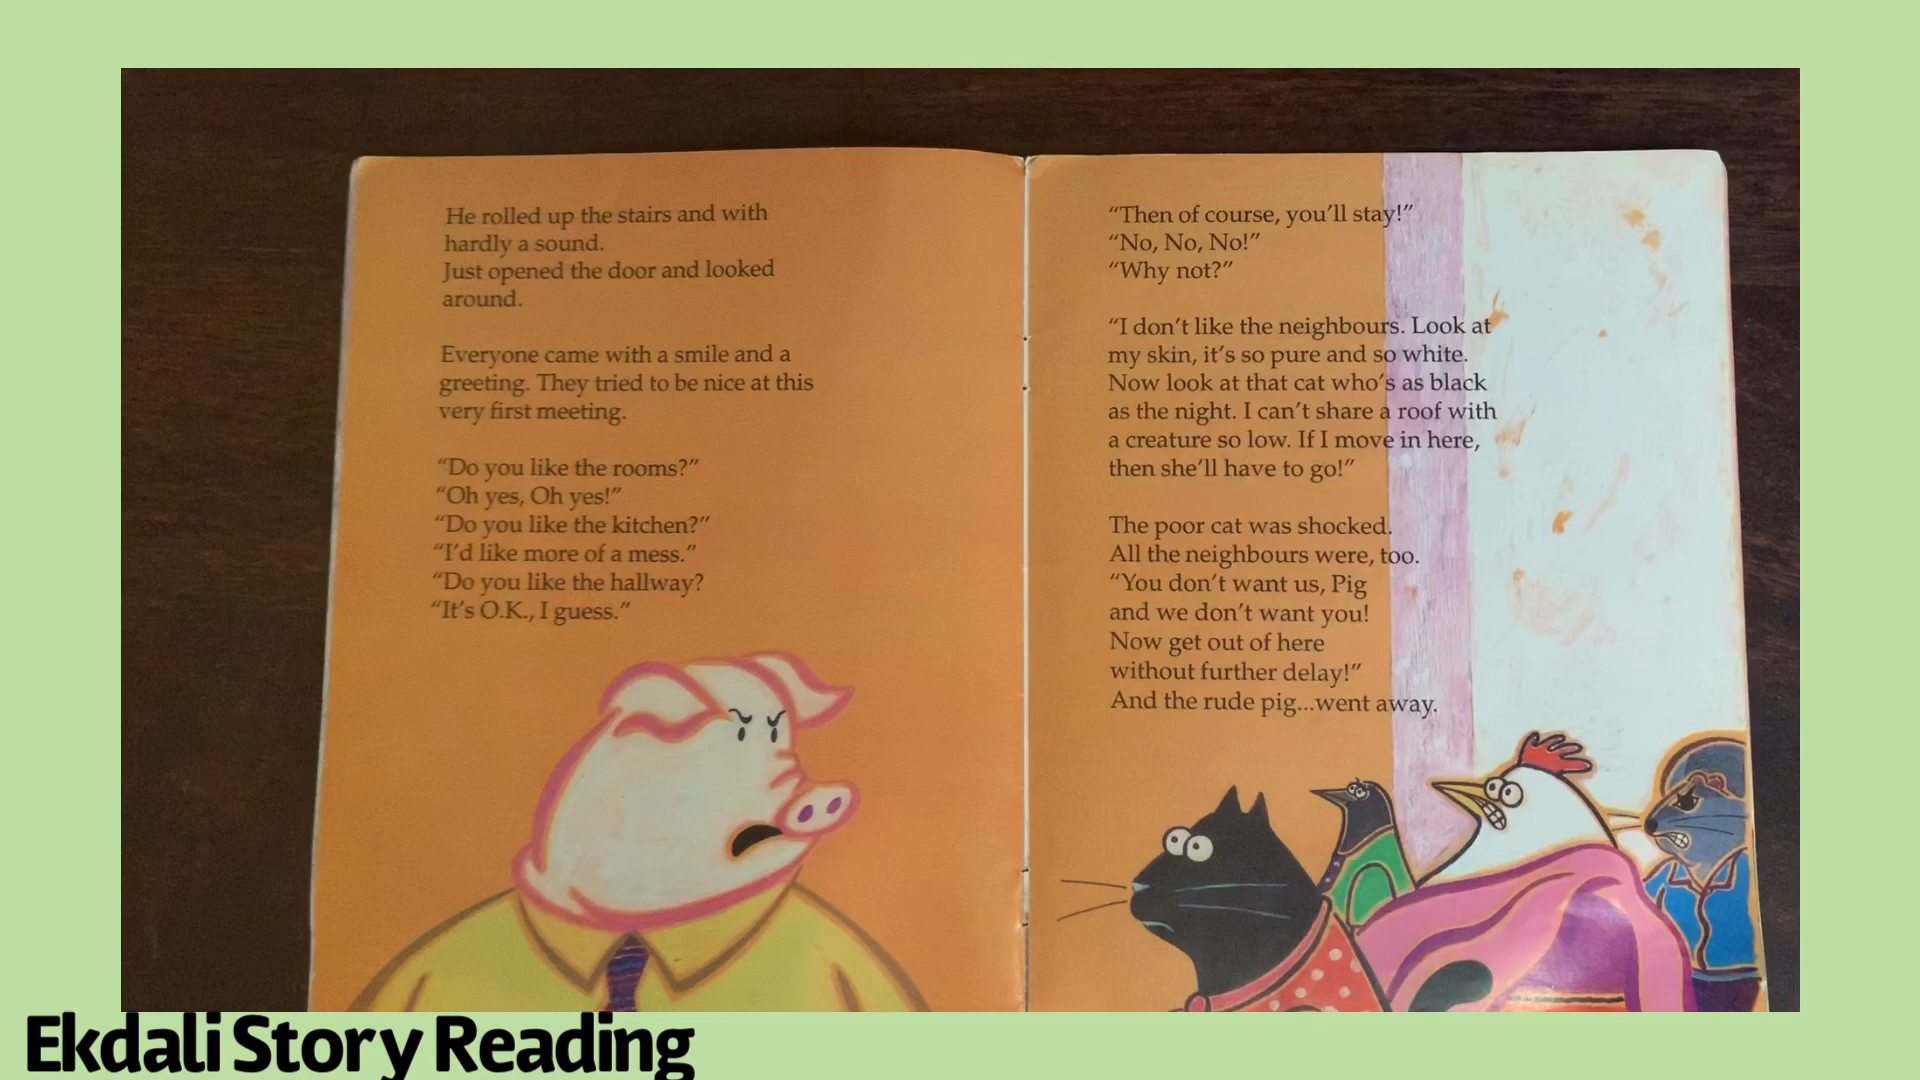 He rolled up the stairs and with
hardly a sound.
Just opened the door and looked
around.
Everyone came with a smile and a
greeting. They tried to be nice at this
very first meeting.
“Do you like the rooms?”
“Oh yes, Oh yes!”
“Do you like the kitchen?”
“I’d like more of a mess.”
“Do you like the hallway?
“It’s O.K., I guess.”
“Then of course, you’ll stay!”
“No, No, No!”
“Why not?”
“I don’t like the neighbours. Look at
my skin, it’s so pure and so white.
Now look at that cat who’s as black
as the night. I can’t share a roof with
a creature so low. If I move in here,
then she’ll have to go!”
The poor cat was shocked.
All the neighbours were, too.
“You don’t want us, Pig
and we don’t want you!
Now get out of here
without further delay!”
And the rude pig...went away.
Ekdali Story Reading